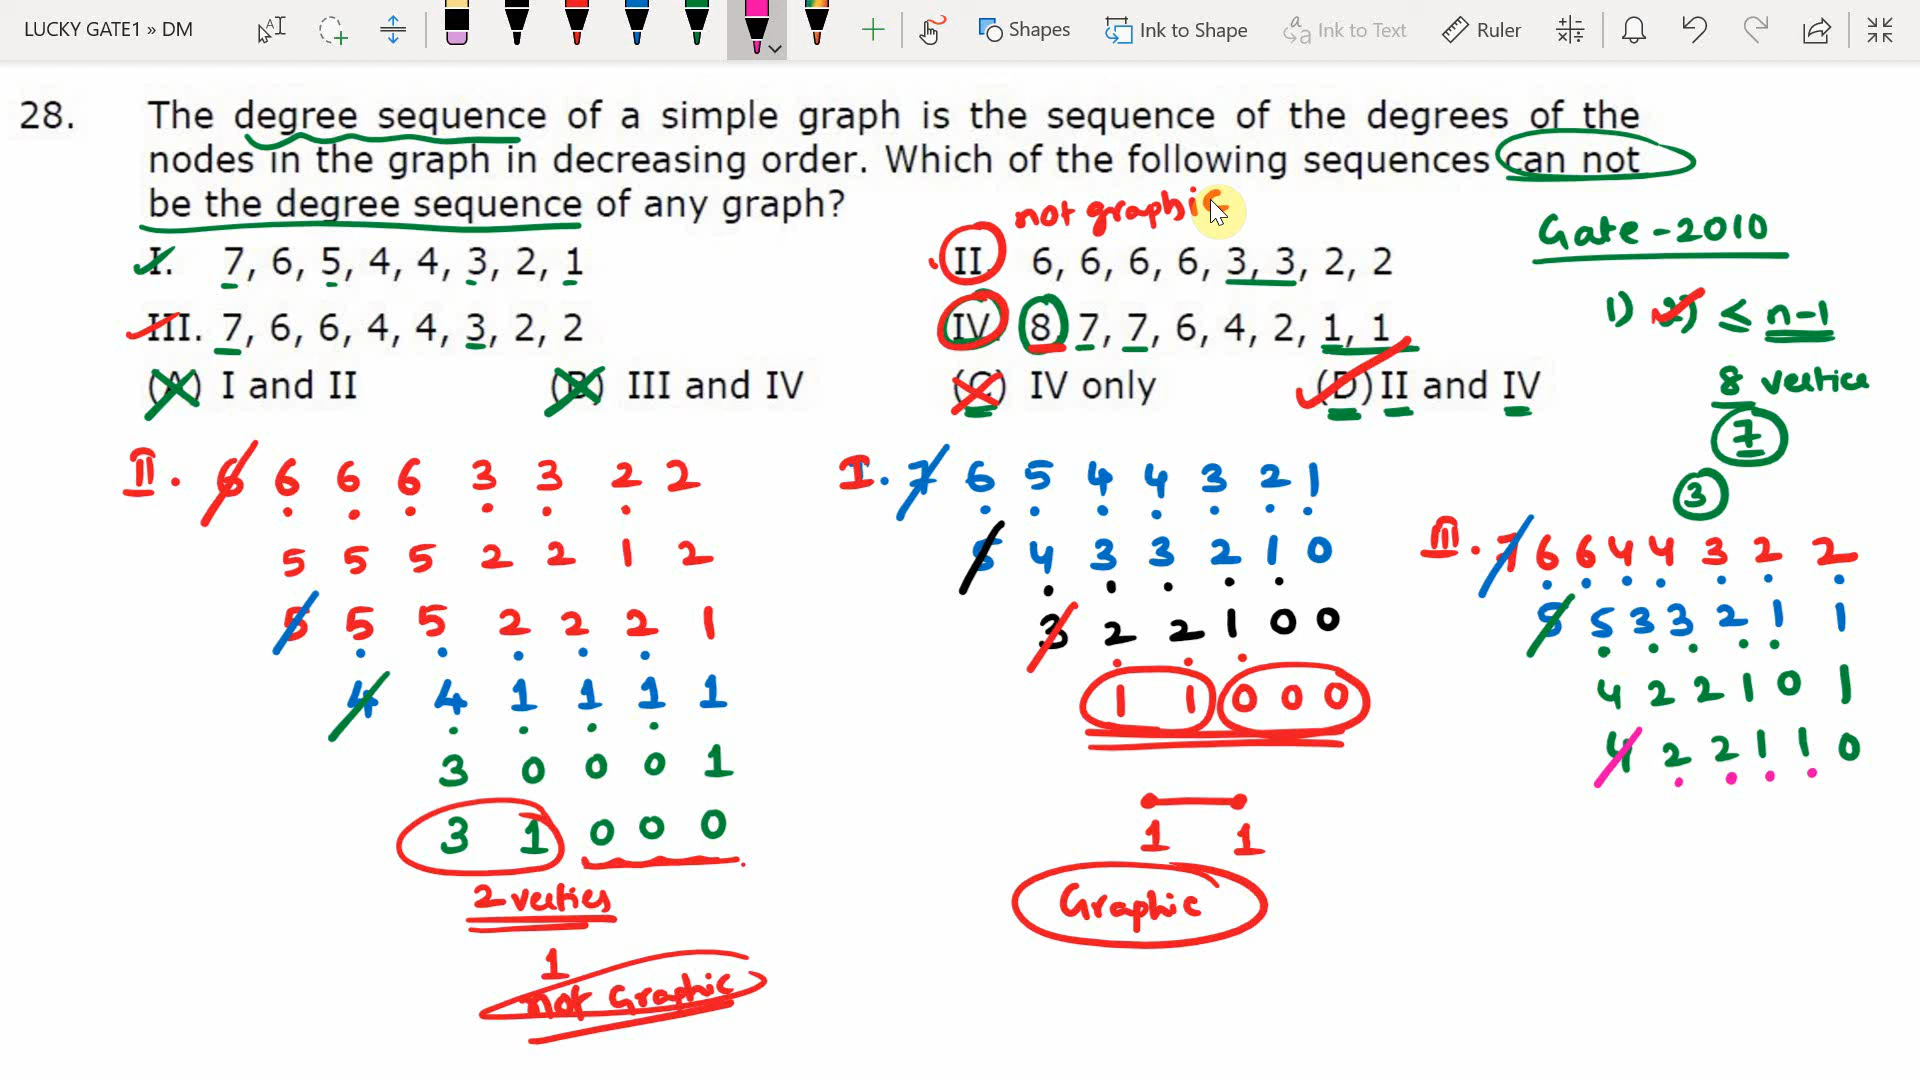 LUCKY GATE1 » DM
Shapes
Ink to Shape
Ink to Text
Ruler
28. The degree sequence of a simple graph is the sequence of the degrees of the
nodes in the graph in decreasing order. Which of the following sequences can not
be the degree sequence of any graph?
not graphic
I. 7, 6, 5, 4, 4, 3, 2, 1
II. 6, 6, 6, 6, 3, 3, 2, 2
III. 7, 6, 6, 4, 4, 3, 2, 2
IV. 8, 7, 7, 6, 4, 2, 1, 1
(A) I and II
(B) III and IV
(C) IV only
(D) II and IV
Gate - 2010
1) ≤ n-1
8 vertice
7
3
II. 6 6 6 6 3 3 2 2
5 5 5 2 2 1 2
5 5 5 2 2 2 1
4 4 1 1 1 1
3 0 0 0 1
3 1 0 0 0
2 verties
1
not Graphic
I. 7 6 5 4 4 3 2 1
5 4 3 3 2 1 0
3 2 2 1 0 0
1 1 0 0 0
1 1
Graphic
III. 7 6 6 4 4 3 2 2
5 5 3 3 2 1 1
4 2 2 1 0 1
4 2 2 1 1 0